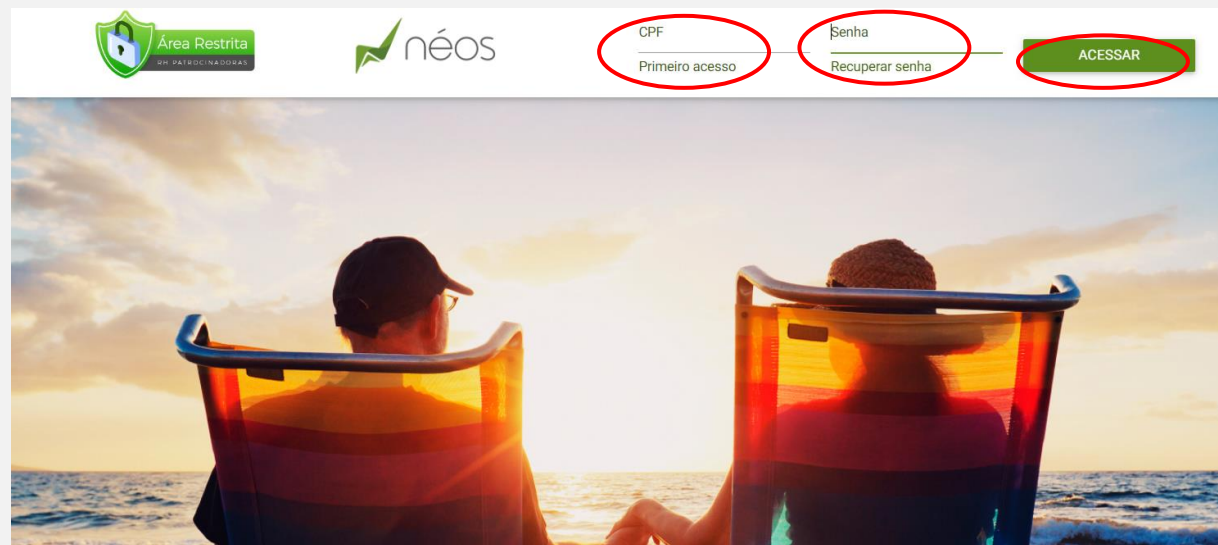 Área Restrita
RH PATROCINADORAS
néos
CPF
Primeiro acesso
Senha
Recuperar senha
ACESSAR